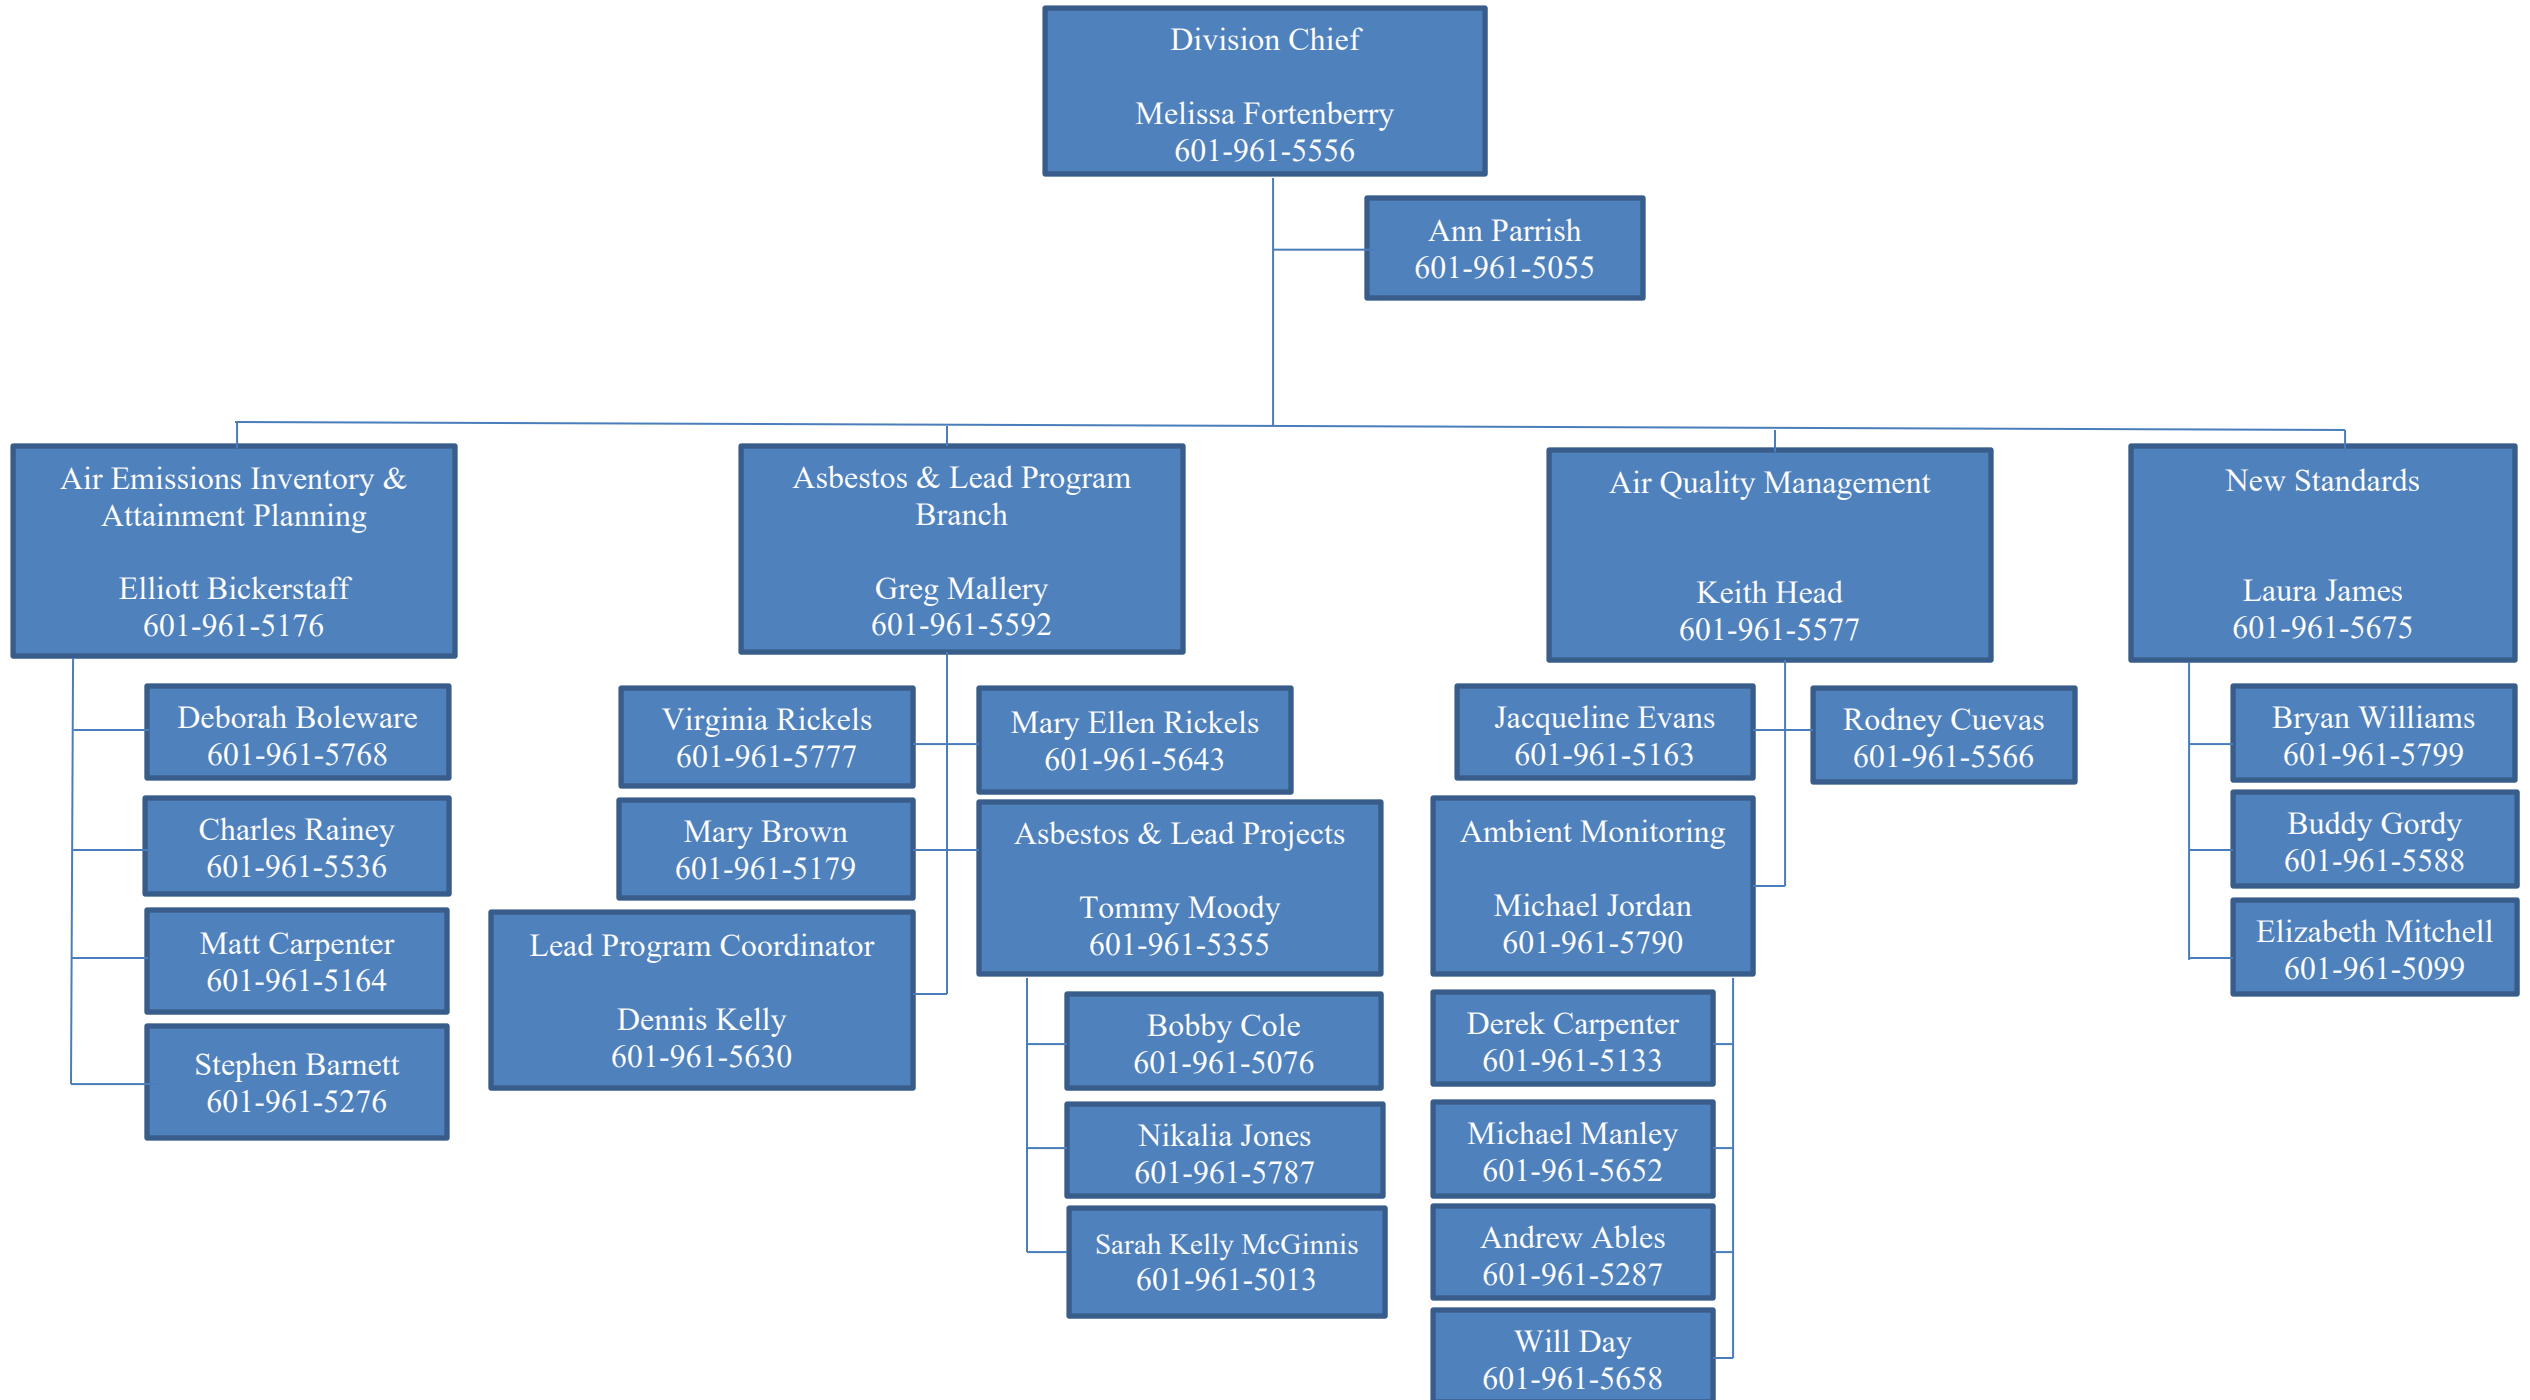 Division Chief
Melissa Fortenberry
601-961-5556
Ann Parrish
601-961-5055
Air Emissions Inventory &
Attainment Planning
Elliott Bickerstaff
601-961-5176
Deborah Boleware
601-961-5768
Charles Rainey
601-961-5536
Matt Carpenter
601-961-5164
Stephen Barnett
601-961-5276
Asbestos & Lead Program
Branch
Greg Mallery
601-961-5592
Virginia Rickels
601-961-5777
Mary Ellen Rickels
601-961-5643
Mary Brown
601-961-5179
Asbestos & Lead Projects
Tommy Moody
601-961-5355
Lead Program Coordinator
Dennis Kelly
601-961-5630
Bobby Cole
601-961-5076
Nikalia Jones
601-961-5787
Sarah Kelly McGinnis
601-961-5013
Air Quality Management
Keith Head
601-961-5577
Jacqueline Evans
601-961-5163
Rodney Cuevas
601-961-5566
Ambient Monitoring
Michael Jordan
601-961-5790
Derek Carpenter
601-961-5133
Michael Manley
601-961-5652
Andrew Ables
601-961-5287
Will Day
601-961-5658
New Standards
Laura James
601-961-5675
Bryan Williams
601-961-5799
Buddy Gordy
601-961-5588
Elizabeth Mitchell
601-961-5099